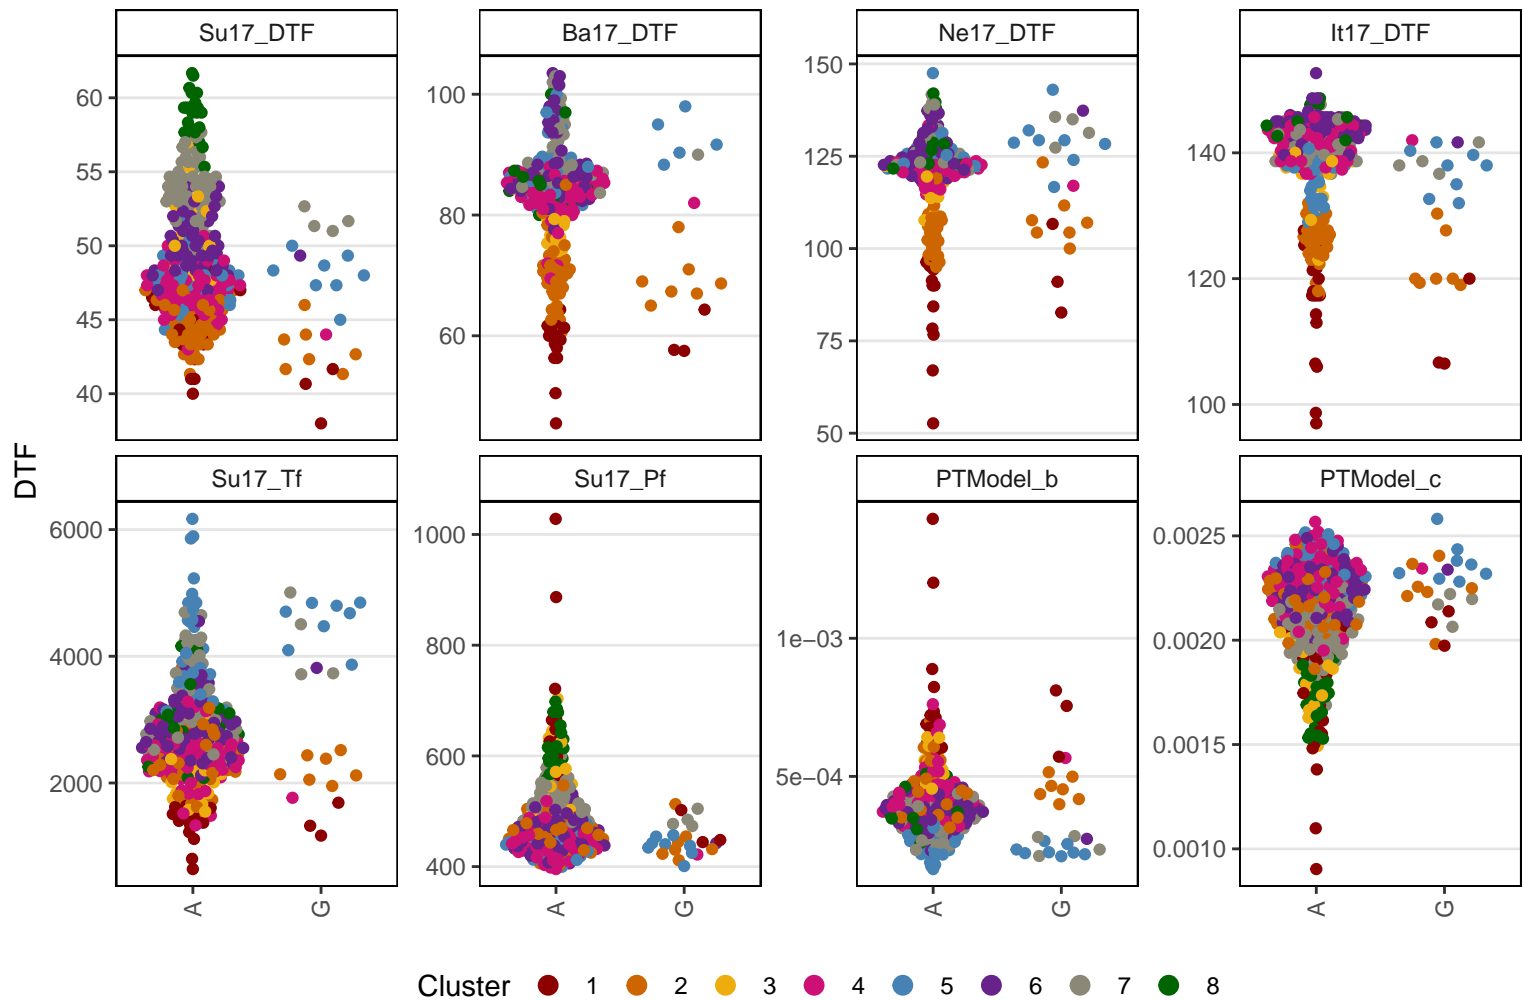 Su17_DTF
Ba17_DTF
Ne17_DTF
It17_DTF
60
55
50
45
40
100
80
60
150
125
100
75
50
140
120
100
DTF
Su17_Tf
Su17_Pf
PTModel_b
PTModel_c
6000
4000
2000
1000
800
600
400
1e−03
5e−04
0.0025
0.0020
0.0015
0.0010
A
G
A
G
A
G
A
G
Cluster 1 2 3 4 5 6 7 8